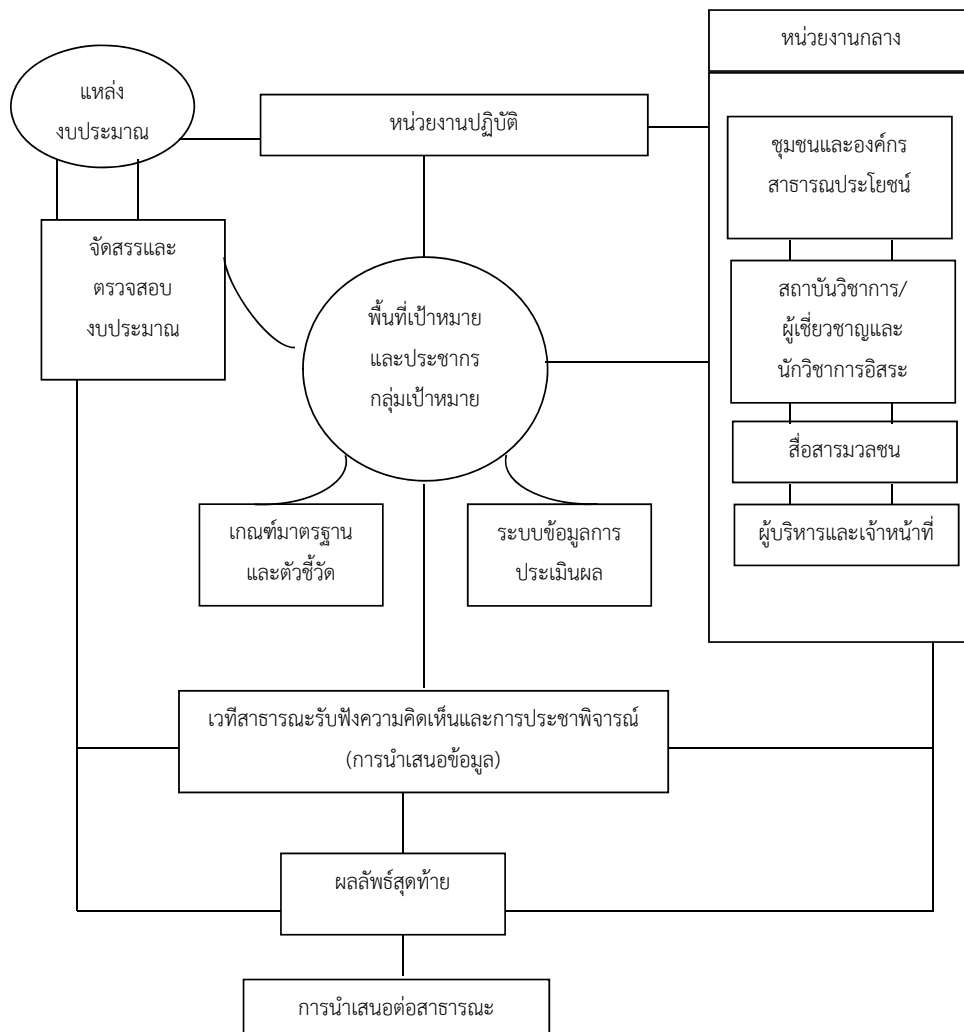 หน่วยงานกลาง
แหล่ง
งบประมาณ
หน่วยงานปฏิบัติ
ชุมชนและองค์กร
สาธารณประโยชน์
จัดสรรและ
ตรวจสอบ
งบประมาณ
พื้นที่เป้าหมาย
และประชากร
กลุ่มเป้าหมาย
สถาบันวิชาการ/
ผู้เชี่ยวชาญและ
นักวิชาการอิสระ
สื่อสารมวลชน
ผู้บริหารและเจ้าหน้าที่
เกณฑ์มาตรฐาน
และตัวชี้วัด
ระบบข้อมูลการ
ประเมินผล
เวทีสาธารณะรับฟังความคิดเห็นและการประชาพิจารณ์
(การนำเสนอข้อมูล)
ผลลัพธ์สุดท้าย
การนำเสนอต่อสาธารณะ